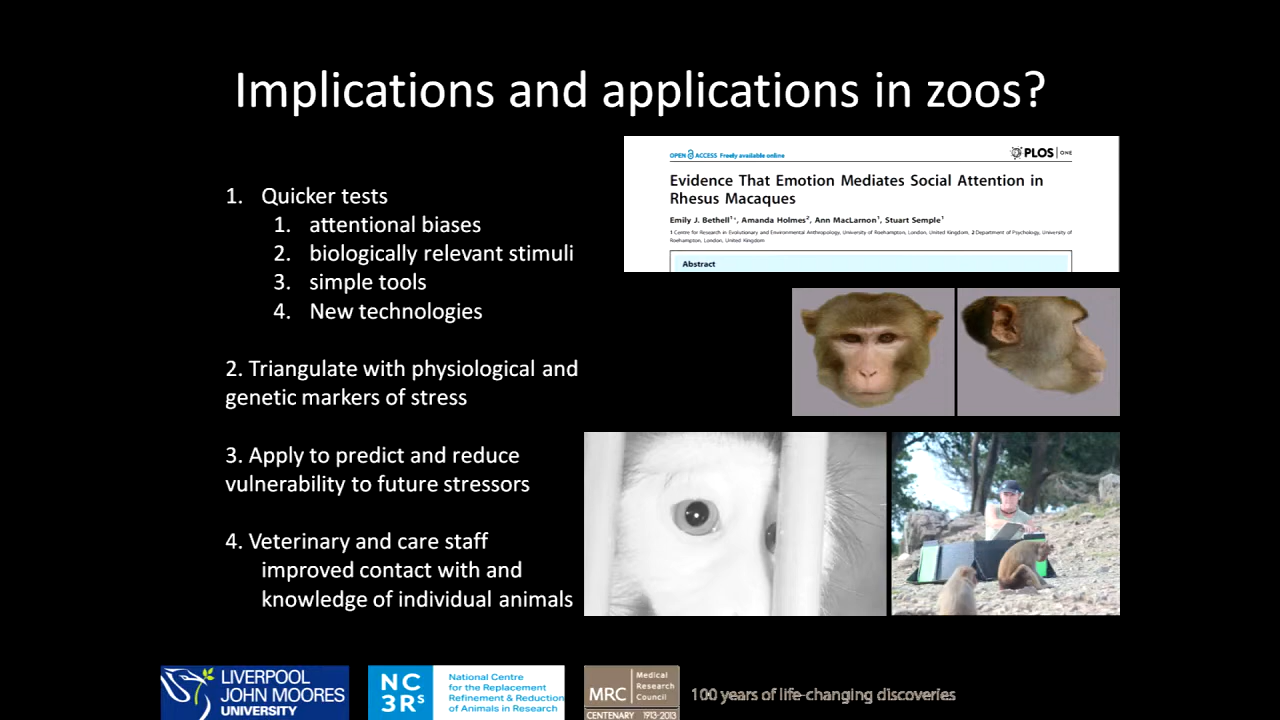 Implications and applications in zoos?
1. Quicker tests
1. attentional biases
2. biologically relevant stimuli
3. simple tools
4. New technologies
2. Triangulate with physiological and
genetic markers of stress
3. Apply to predict and reduce
vulnerability to future stressors
4. Veterinary and care staff
improved contact with and
knowledge of individual animals
OPEN ACCESS Freely available online
PLOS ONE
Evidence That Emotion Mediates Social Attention in
Rhesus Macaques
Emily J. Bethell1*, Amanda Holmes2, Ann MacLarnon1, Stuart Semple1
1 Centre for Research in Evolutionary and Environmental Anthropology, University of Roehampton, London, United Kingdom, 2 Department of Psychology, University of
Roehampton, London, United Kingdom
Abstract
LIVERPOOL
JOHN MOORES
UNIVERSITY
NC
3Rs
National Centre
for the Replacement
Refinement & Reduction
of Animals in Research
MRC
Medical
Research
Council
CENTENARY 1913-2013
100 years of life-changing discoveries